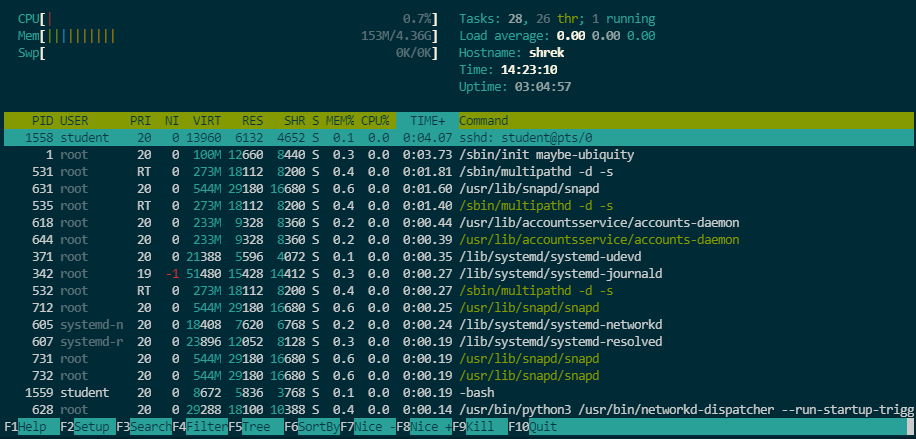 CPU[| 0.7%] Tasks: 28, 26 thr; 1 running
Mem[|||||||||| 153M/4.36G] Load average: 0.00 0.00 0.00
Swp[ 0K/0K] Hostname: shrek
Time: 14:23:10
Uptime: 03:04:57
PID USER PRI NI VIRT RES SHR S MEM% CPU% TIME+ Command
1558 student 20 0 13960 6132 4652 S 0.1 0.0 0:04.07 sshd: student@pts/0
1 root 20 0 100M 12660 8440 S 0.3 0.0 0:03.73 /sbin/init maybe-ubiquity
531 root RT 0 273M 18112 8200 S 0.4 0.0 0:01.81 /sbin/multipathd -d -s
631 root 20 0 544M 29180 16680 S 0.6 0.0 0:01.60 /usr/lib/snapd/snapd
535 root RT 0 273M 18112 8200 S 0.4 0.0 0:01.40 /sbin/multipathd -d -s
618 root 20 0 233M 9328 8360 S 0.2 0.0 0:00.44 /usr/lib/accountsservice/accounts-daemon
644 root 20 0 233M 9328 8360 S 0.2 0.0 0:00.39 /usr/lib/accountsservice/accounts-daemon
371 root 20 0 21388 5596 4072 S 0.1 0.0 0:00.35 /lib/systemd/systemd-udevd
342 root 19 -1 51480 15428 14412 S 0.3 0.0 0:00.27 /lib/systemd/systemd-journald
532 root RT 0 273M 18112 8200 S 0.4 0.0 0:00.27 /sbin/multipathd -d -s
712 root 20 0 544M 29180 16680 S 0.6 0.0 0:00.25 /usr/lib/snapd/snapd
605 systemd-n 20 0 18408 7620 6768 S 0.2 0.0 0:00.24 /lib/systemd/systemd-networkd
607 systemd-r 20 0 23896 12052 8128 S 0.3 0.0 0:00.19 /lib/systemd/systemd-resolved
731 root 20 0 544M 29180 16680 S 0.6 0.0 0:00.19 /usr/lib/snapd/snapd
732 root 20 0 544M 29180 16680 S 0.6 0.0 0:00.19 /usr/lib/snapd/snapd
1559 student 20 0 8672 5836 3768 S 0.1 0.0 0:00.19 -bash
628 root 20 0 29288 18100 10388 S 0.4 0.0 0:00.14 /usr/bin/python3 /usr/bin/networkd-dispatcher --run-startup-trigg
F1Help F2Setup F3SearchF4FilterF5Tree F6SortByF7Nice -F8Nice +F9Kill F10Quit